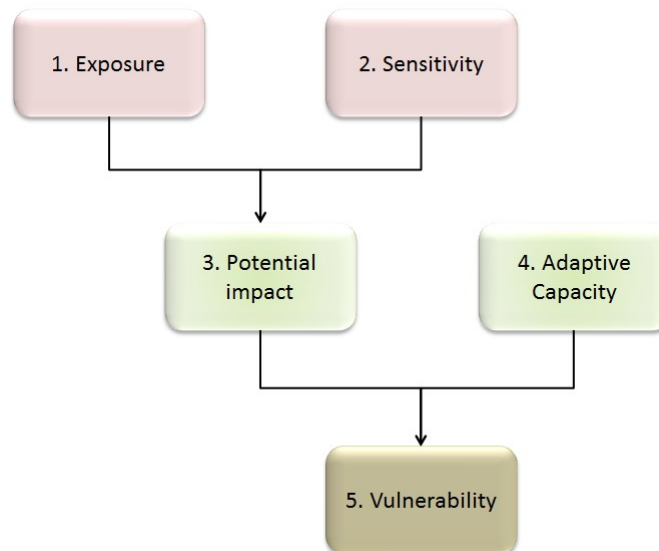 1. Exposure
2. Sensitivity
3. Potential
impact
4. Adaptive
Capacity
5. Vulnerability